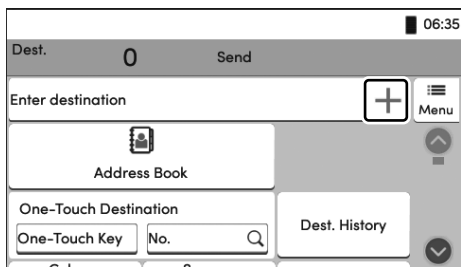 06:35
Dest. 0 Send
Enter destination
Menu
Address Book
One-Touch Destination
One-Touch Key No.
Dest. History